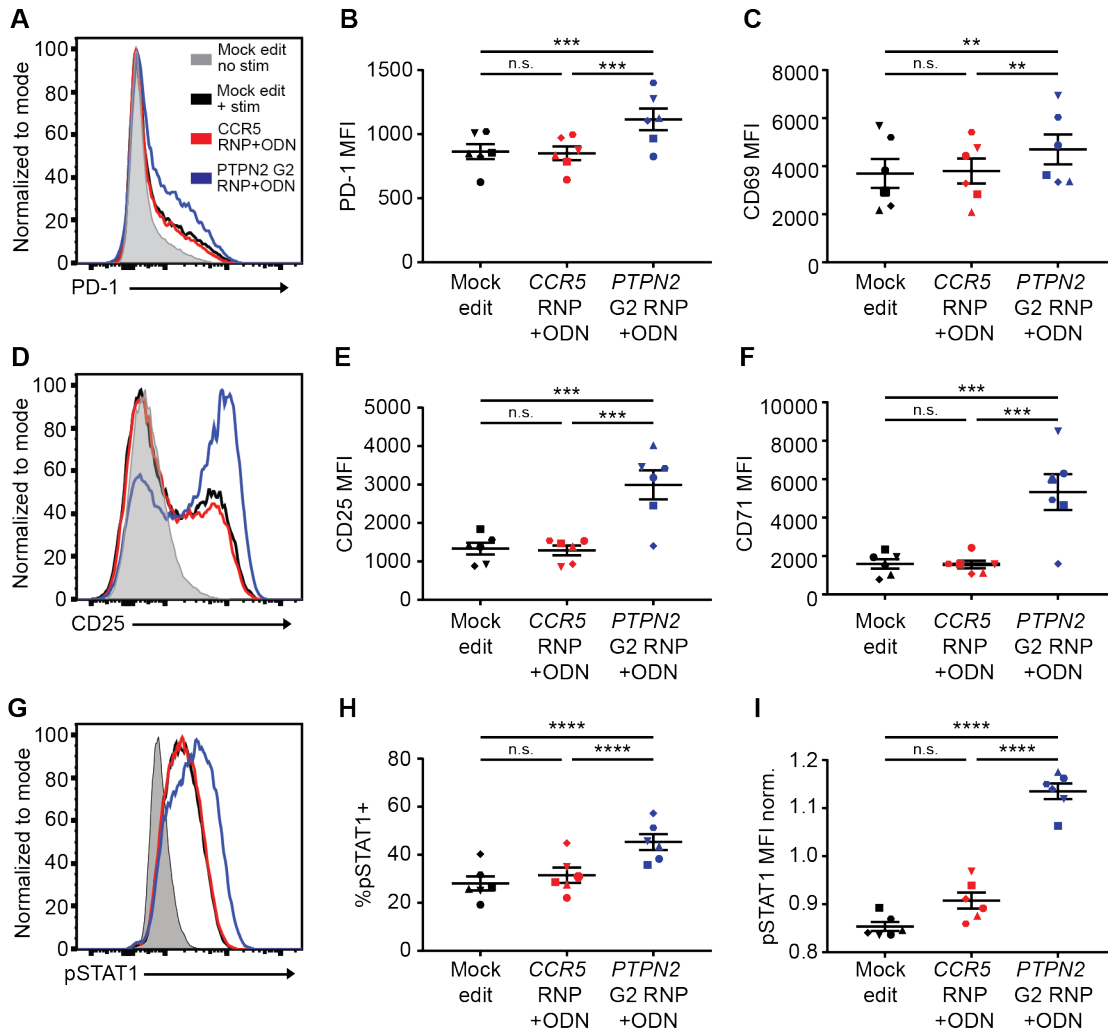 A
Normalized to mode
100
80
60
40
20
0
Mock edit
no stim
Mock edit
+ stim
CCR5
RNP+ODN
PTPN2 G2
RNP+ODN
PD-1
B
***
n.s.
***
PD-1 MFI
1500
1000
500
0
Mock
edit
CCR5
RNP
+ODN
PTPN2
G2 RNP
+ODN
C
**
n.s.
**
CD69 MFI
8000
6000
4000
2000
0
Mock
edit
CCR5
RNP
+ODN
PTPN2
G2 RNP
+ODN
D
Normalized to mode
100
80
60
40
20
0
CD25
E
***
n.s.
***
CD25 MFI
5000
4000
3000
2000
1000
0
Mock
edit
CCR5
RNP
+ODN
PTPN2
G2 RNP
+ODN
F
***
n.s.
***
CD71 MFI
10000
8000
6000
4000
2000
0
Mock
edit
CCR5
RNP
+ODN
PTPN2
G2 RNP
+ODN
G
Normalized to mode
100
80
60
40
20
0
pSTAT1
H
****
n.s.
****
%pSTAT1+
80
60
40
20
0
Mock
edit
CCR5
RNP
+ODN
PTPN2
G2 RNP
+ODN
I
****
n.s.
****
pSTAT1 MFI norm.
1.2
1.1
1.0
0.9
0.8
Mock
edit
CCR5
RNP
+ODN
PTPN2
G2 RNP
+ODN